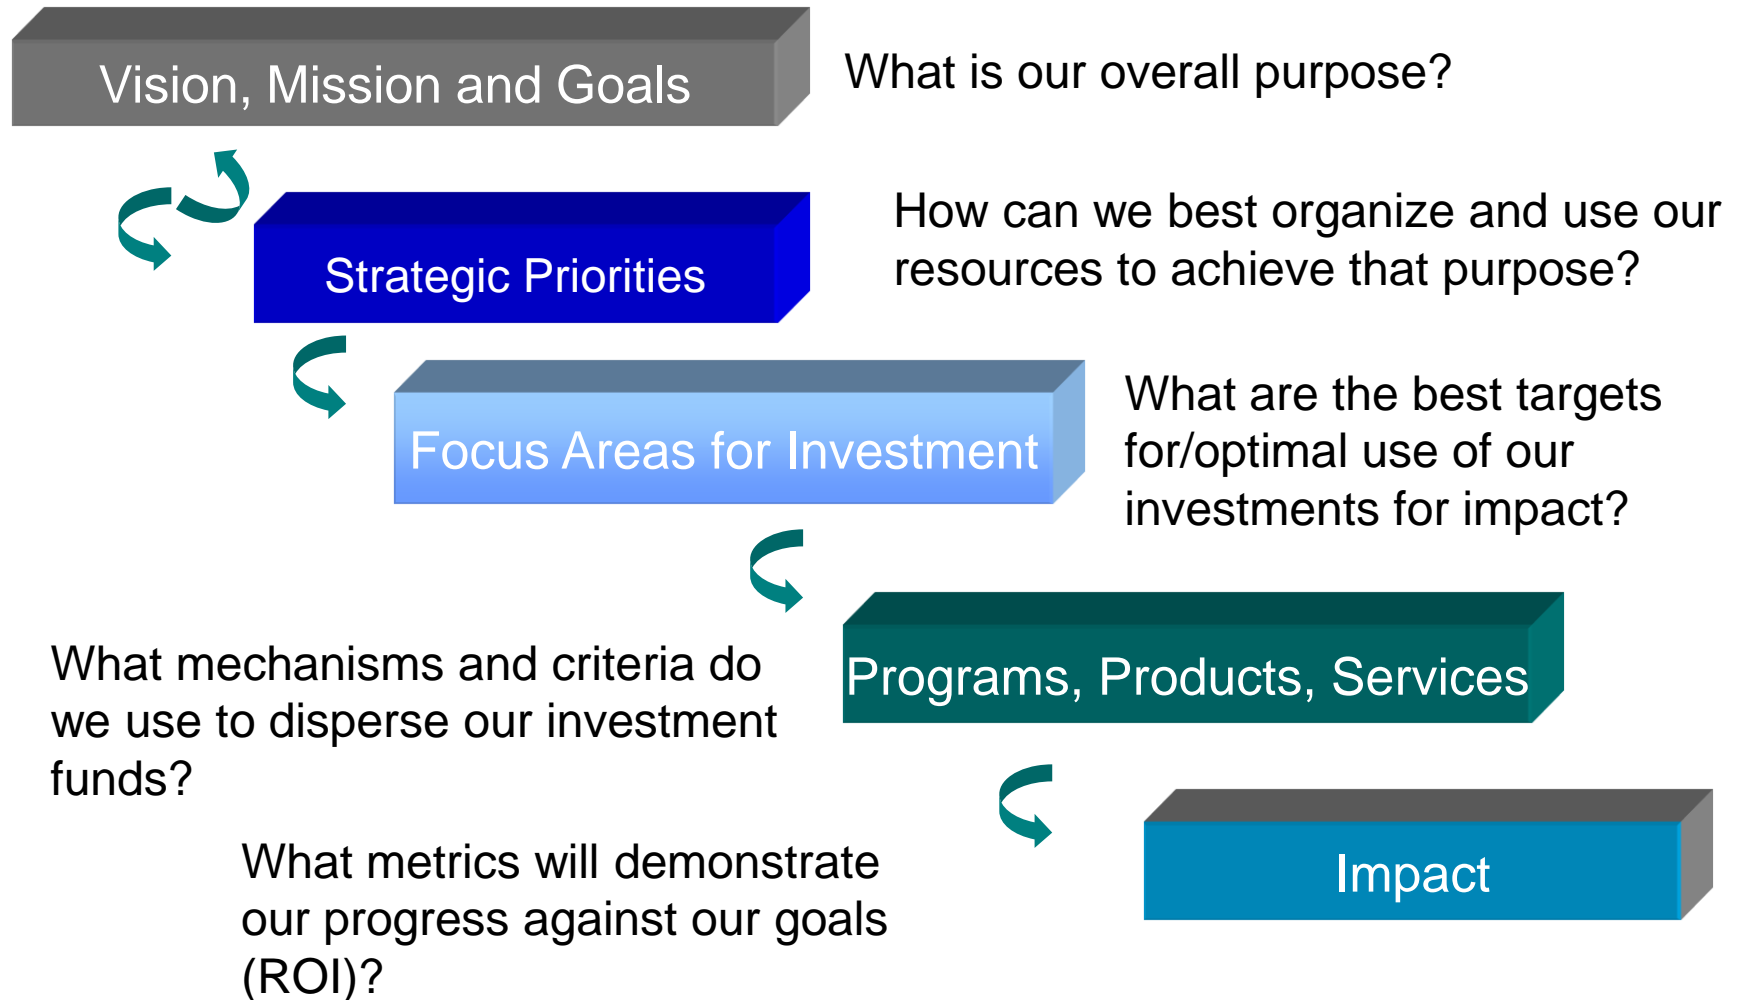 Vision, Mission and Goals
What is our overall purpose?
Strategic Priorities
How can we best organize and use our
resources to achieve that purpose?
Focus Areas for Investment
What are the best targets
for/optimal use of our
investments for impact?
Programs, Products, Services
What mechanisms and criteria do
we use to disperse our investment
funds?
Impact
What metrics will demonstrate
our progress against our goals
(ROI)?